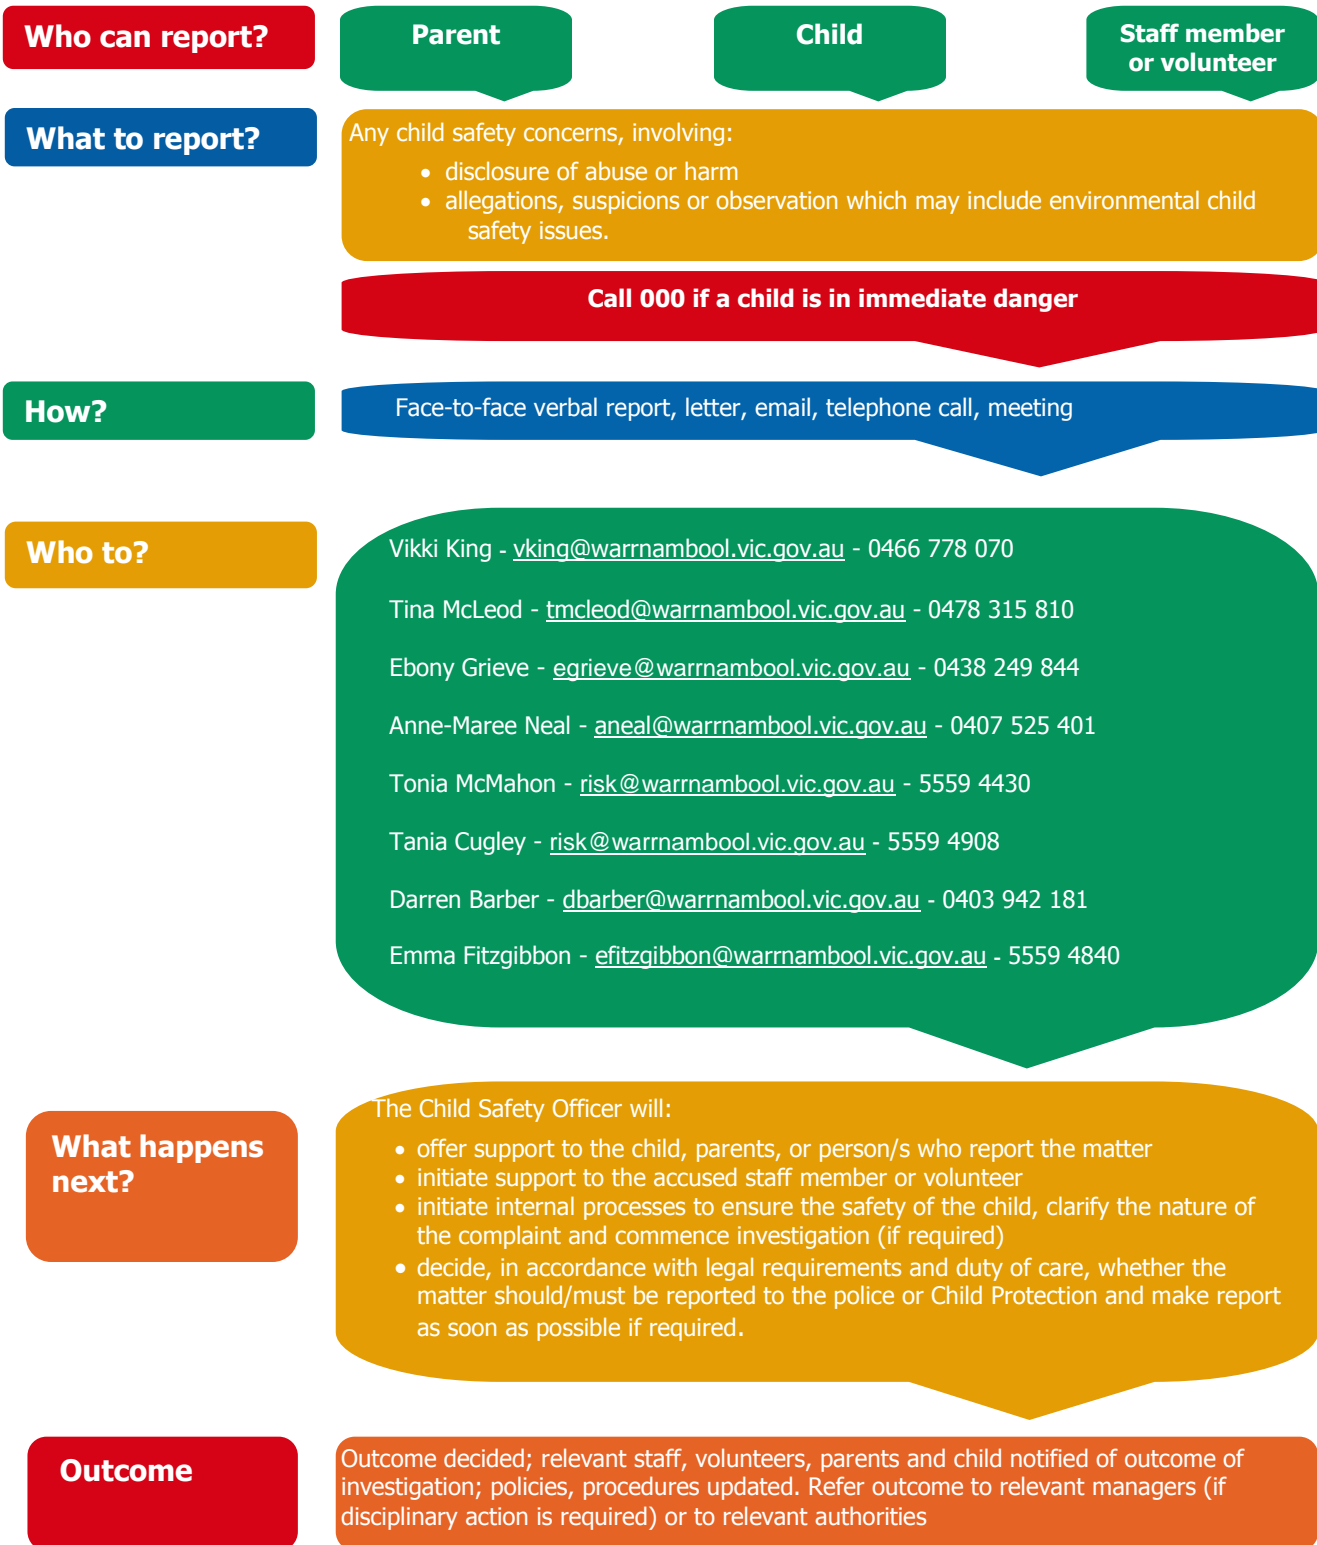 Who can report?
Parent
Child
Staff member
or volunteer
What to report?
Any child safety concerns, involving:
• disclosure of abuse or harm
• allegations, suspicions or observation which may include environmental child
safety issues.
Call 000 if a child is in immediate danger
How?
Face-to-face verbal report, letter, email, telephone call, meeting
Who to?
Vikki King - vking@warrnambool.vic.gov.au - 0466 778 070
Tina McLeod - tmcleod@warrnambool.vic.gov.au - 0478 315 810
Ebony Grieve - egrieve@warrnambool.vic.gov.au - 0438 249 844
Anne-Maree Neal - aneal@warrnambool.vic.gov.au - 0407 525 401
Tonia McMahon - risk@warrnambool.vic.gov.au - 5559 4430
Tania Cugley - risk@warrnambool.vic.gov.au - 5559 4908
Darren Barber - dbarber@warrnambool.vic.gov.au - 0403 942 181
Emma Fitzgibbon - efitzgibbon@warrnambool.vic.gov.au - 5559 4840
What happens
next?
The Child Safety Officer will:
• offer support to the child, parents, or person/s who report the matter
• initiate support to the accused staff member or volunteer
• initiate internal processes to ensure the safety of the child, clarify the nature of
the complaint and commence investigation (if required)
• decide, in accordance with legal requirements and duty of care, whether the
matter should/must be reported to the police or Child Protection and make report
as soon as possible if required.
Outcome
Outcome decided; relevant staff, volunteers, parents and child notified of outcome of
investigation; policies, procedures updated. Refer outcome to relevant managers (if
disciplinary action is required) or to relevant authorities